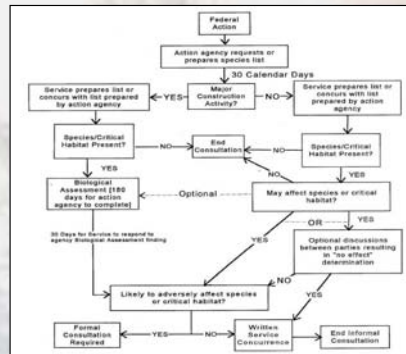 Federal
Action
Action agency requests or
prepares species list
30 Calendar Days
Service prepares list or
concurs with list prepared
by action agency
YES
Major
Construction
Activity?
NO
Service prepares list or
concurs with list
prepared by action
agency
Species/Critical
Habitat Present?
NO
End
Consultation
NO
Species/Critical
Habitat Present?
YES
NO
YES
Biological
Assessment [180
days for action
agency to complete]
Optional
May affect species or critical
habitat?
30 Days for Service to respond to
agency Biological Assessment finding
YES
OR
YES
Optional discussions
between parties resulting
in "no effect"
determination
NO
Likely to adversely affect species
or critical habitat?
YES
Formal
Consultation
Required
YES
NO
Written
Service
Concurrence
End Informal
Consultation